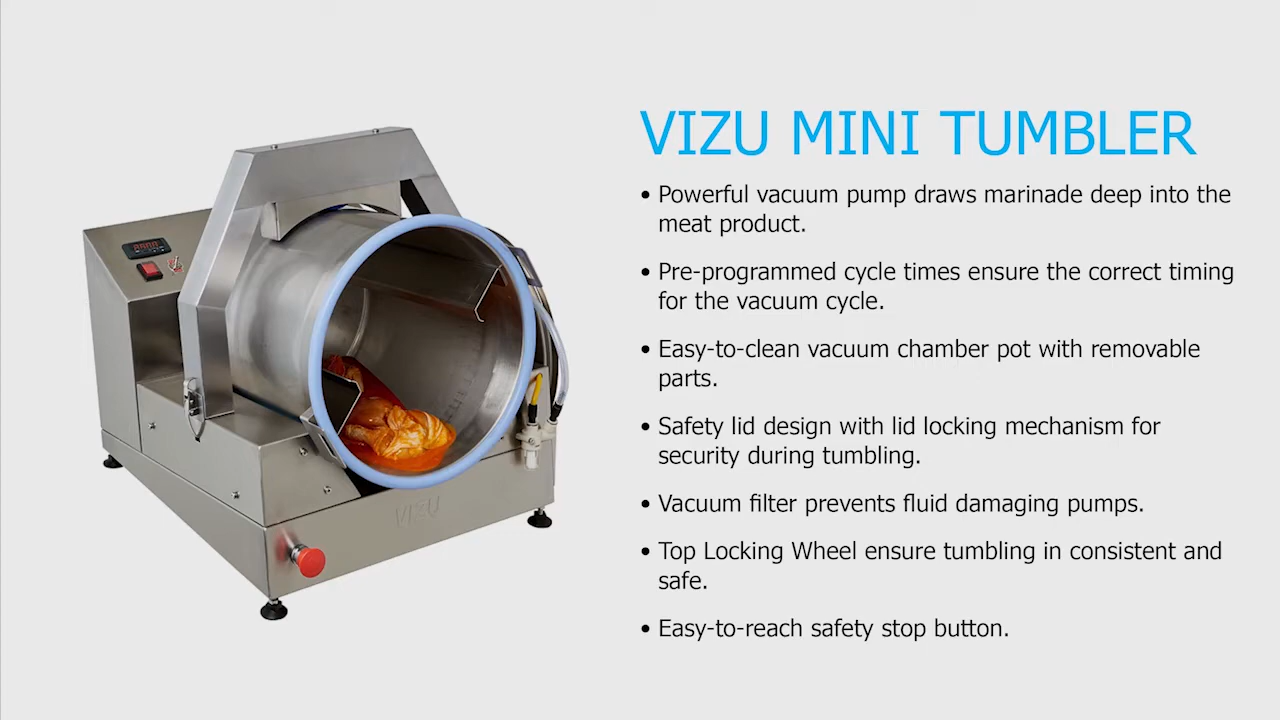 VIZU MINI TUMBLER
• Powerful vacuum pump draws marinade deep into the
meat product.
• Pre-programmed cycle times ensure the correct timing
for the vacuum cycle.
• Easy-to-clean vacuum chamber pot with removable
parts.
• Safety lid design with lid locking mechanism for
security during tumbling.
• Vacuum filter prevents fluid damaging pumps.
• Top Locking Wheel ensure tumbling in consistent and
safe.
• Easy-to-reach safety stop button.
VIZU